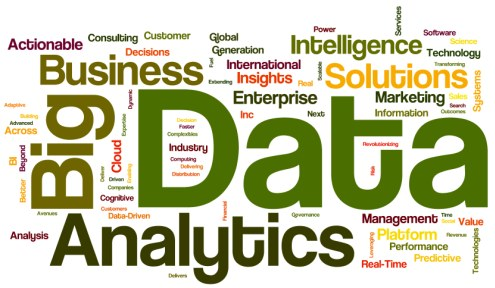 Actionable
Consulting
Customer
Decisions
Global
Generation
Fuel
Extending
International
Insights
Real
Scalable
Power
Services
Intelligence
Software
Science
Technology
Transforming
Business
Solutions
Systems
Enterprise
Inc
Next
Marketing
Sales
Search
Information
Outcomes
Adaptive
Building
Advanced
Across
BI
Beyond
Better
Big
Data
Dynamic
Expertise
Cloud
Deliver
Driven
Companies
Enabling
Cognitive
Customers
Data-Driven
Avenues
Decision
Faster
Complexities
Industry
Computing
Delivering
Distribution
Revolutionizing
Risk
Financial
Governance
Analysis
Analytics
Delivers
Management
Time
Social
Value
Platform
Leveraging
Performance
Revenue
Real-Time
Predictive
Technologies